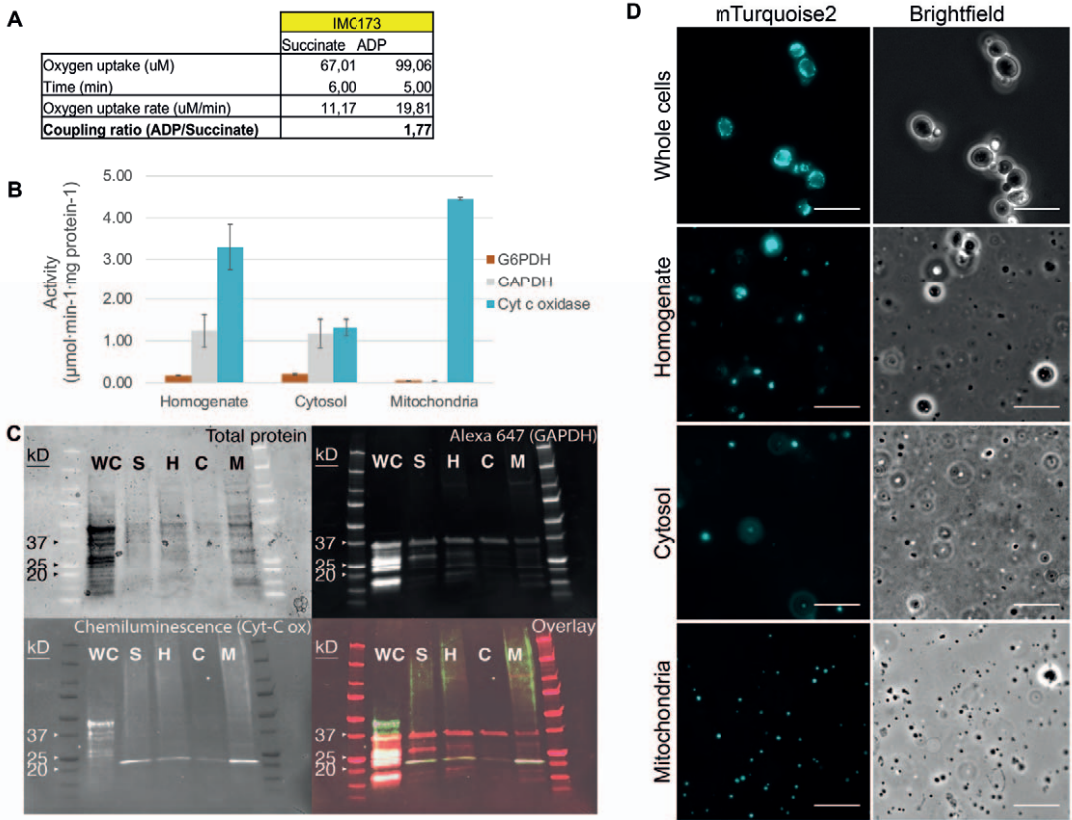 A
IMC173
Succinate ADP
Oxygen uptake (uM) 67,01 99,06
Time (min) 6,00 5,00
Oxygen uptake rate (uM/min) 11,17 19,81
Coupling ratio (ADP/Succinate) 1,77
B
5.00
4.00
3.00
2.00
1.00
0.00
Activity
(µmol·min-1·mg protein-1)
Homogenate Cytosol Mitochondria
G6PDH
GAPDH
Cyt c oxidase
C
Total protein
kD
WC S H C M
37
25
20
Alexa 647 (GAPDH)
kD
WC S H C M
37
25
20
Chemiluminescence (Cyt-C ox)
kD
WC S H C M
37
25
20
Overlay
kD
WC S H C M
37
25
20
D
mTurquoise2 Brightfield
Whole cells
Homogenate
Cytosol
Mitochondria